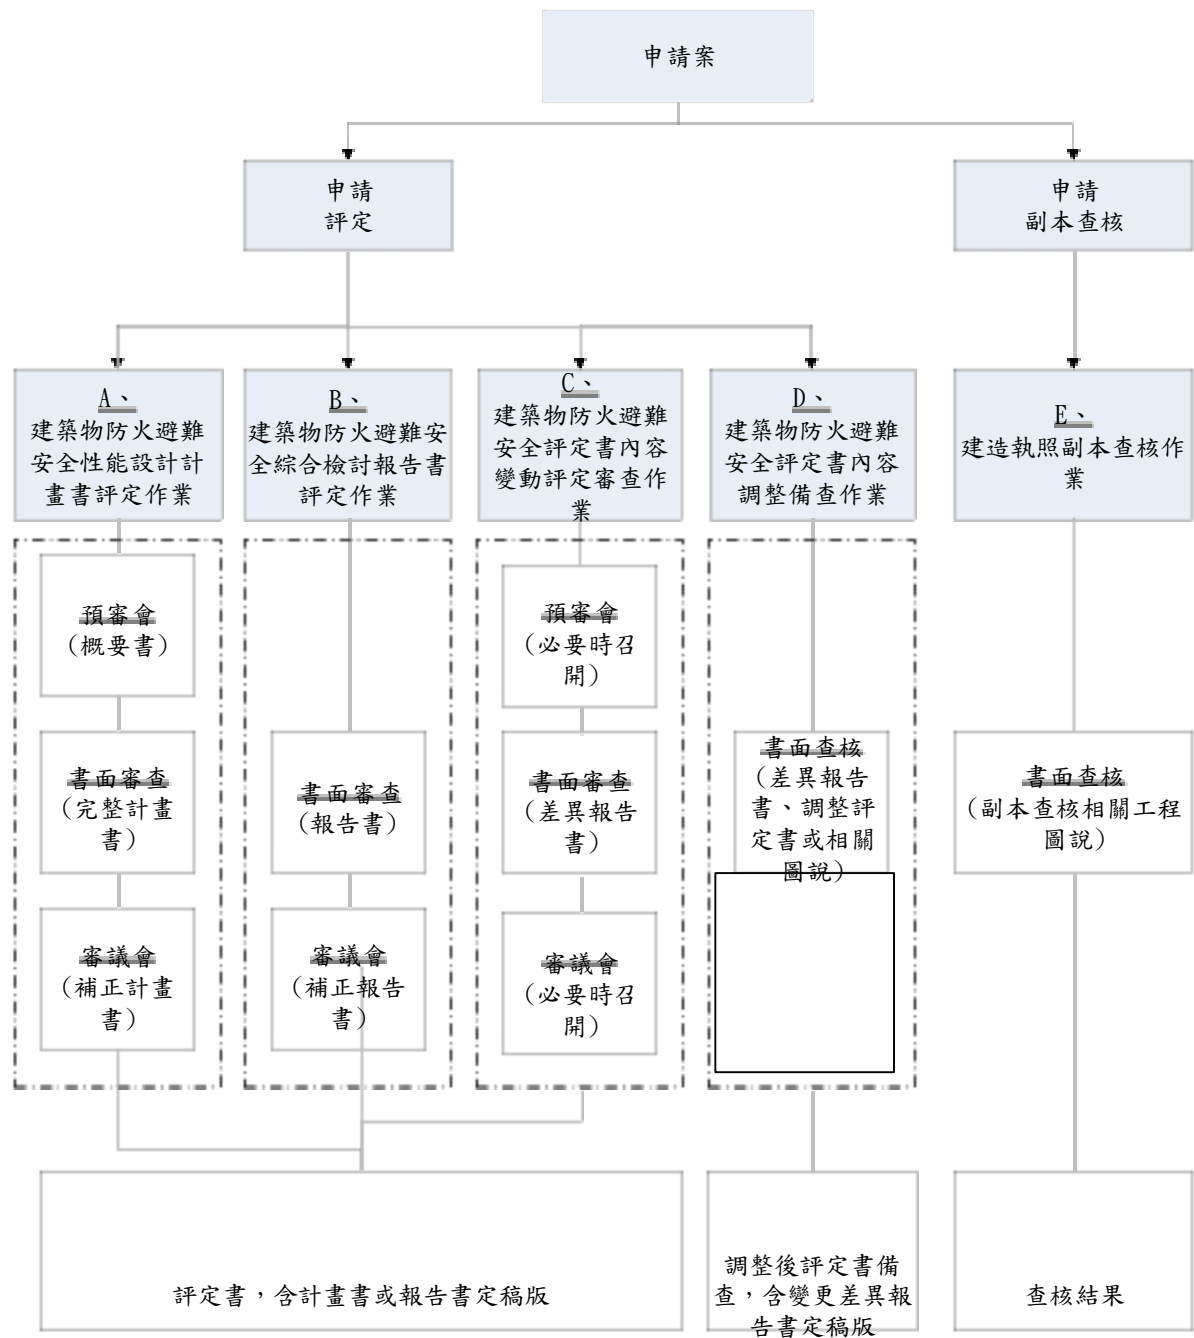 申請案
申請
評定
申請
副本查核
A、
建築物防火避難
安全性能設計計
畫書評定作業
B、
建築物防火避難安
全綜合檢討報告書
評定作業
C、
建築物防火避難
安全評定書內容
變動評定審查作
業
D、
建築物防火避難
安全評定書內容
調整備查作業
E、
建造執照副本查核作
業
預審會
(概要書)
書面審查
(完整計畫
書)
審議會
(補正計畫
書)
書面審查
(報告書)
審議會
(補正報告
書)
預審會
(必要時召
開)
書面審查
(差異報告
書)
審議會
(必要時召
開)
書面查核
(差異報告
書、調整評
定書或相關
圖說)
書面查核
(副本查核相關工程
圖說)
評定書，含計畫書或報告書定稿版
調整後評定書備
查，含變更差異報
告書定稿版
查核結果